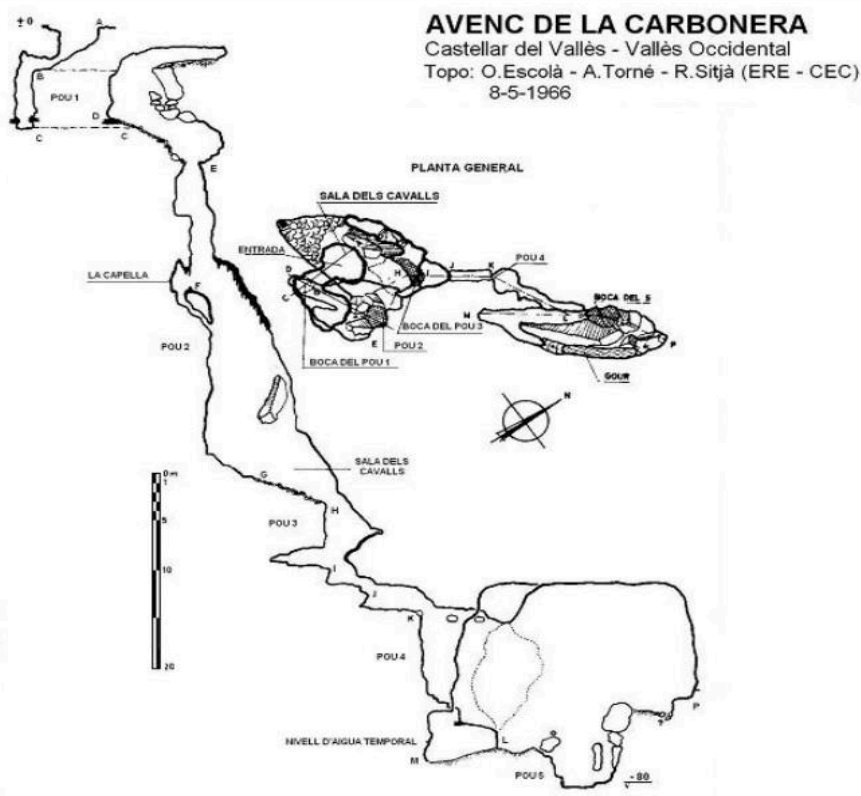 AVENC DE LA CARBONERA
Castellar del Vallès - Vallès Occidental
Topo: O.Escolà - A.Torné - R.Sitjà (ERE - CEC)
8-5-1966
±0
A
B
POU 1
D
C
C
E
PLANTA GENERAL
SALA DELS CAVALLS
ENTRADA
D
C
B
H
I
J
K
POU 4
LA CAPELLA
F
POU 2
BOCA DEL 5
M
L
P
BOCA DEL POU 3
E
POU 2
BOCA DEL POU 1
GOUR
N
SALA DELS
CAVALLS
G
0m
1
5
10
20
H
POU 3
I
J
K
POU 4
P
?
NIVELL D'AIGUA TEMPORAL
L
M
POU 5
-80